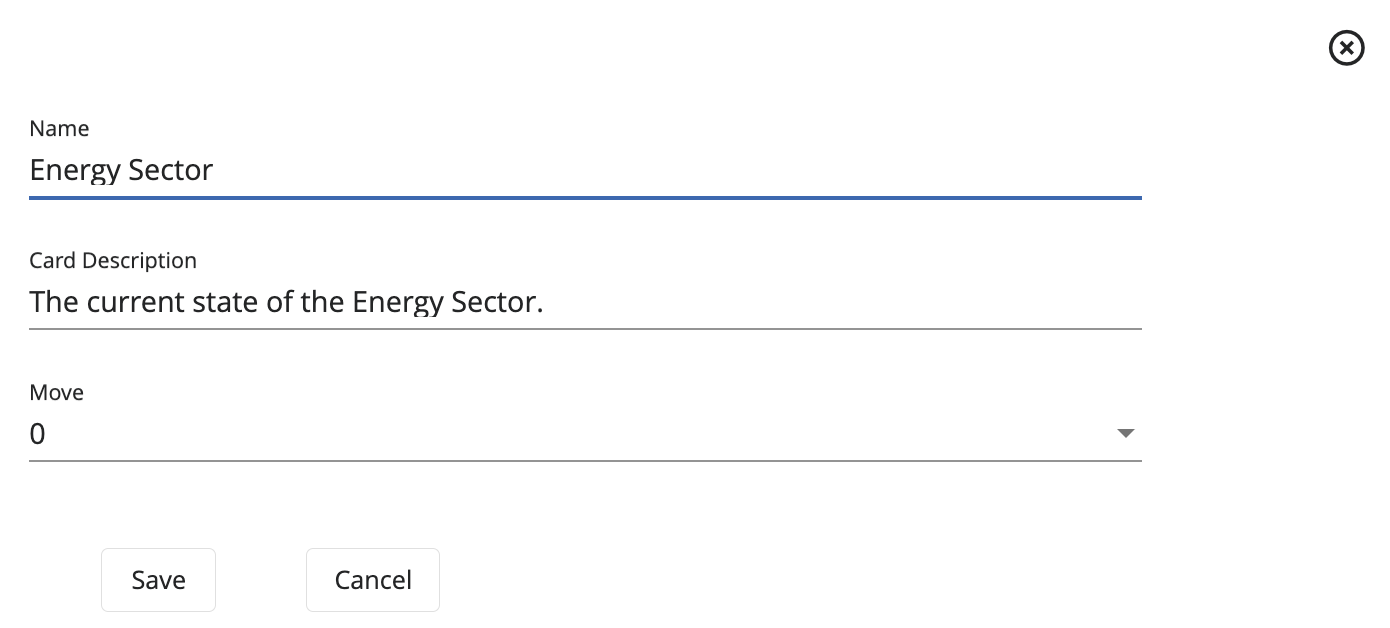 Name
Energy Sector
Card Description
The current state of the Energy Sector.
Move
0
Save
Cancel